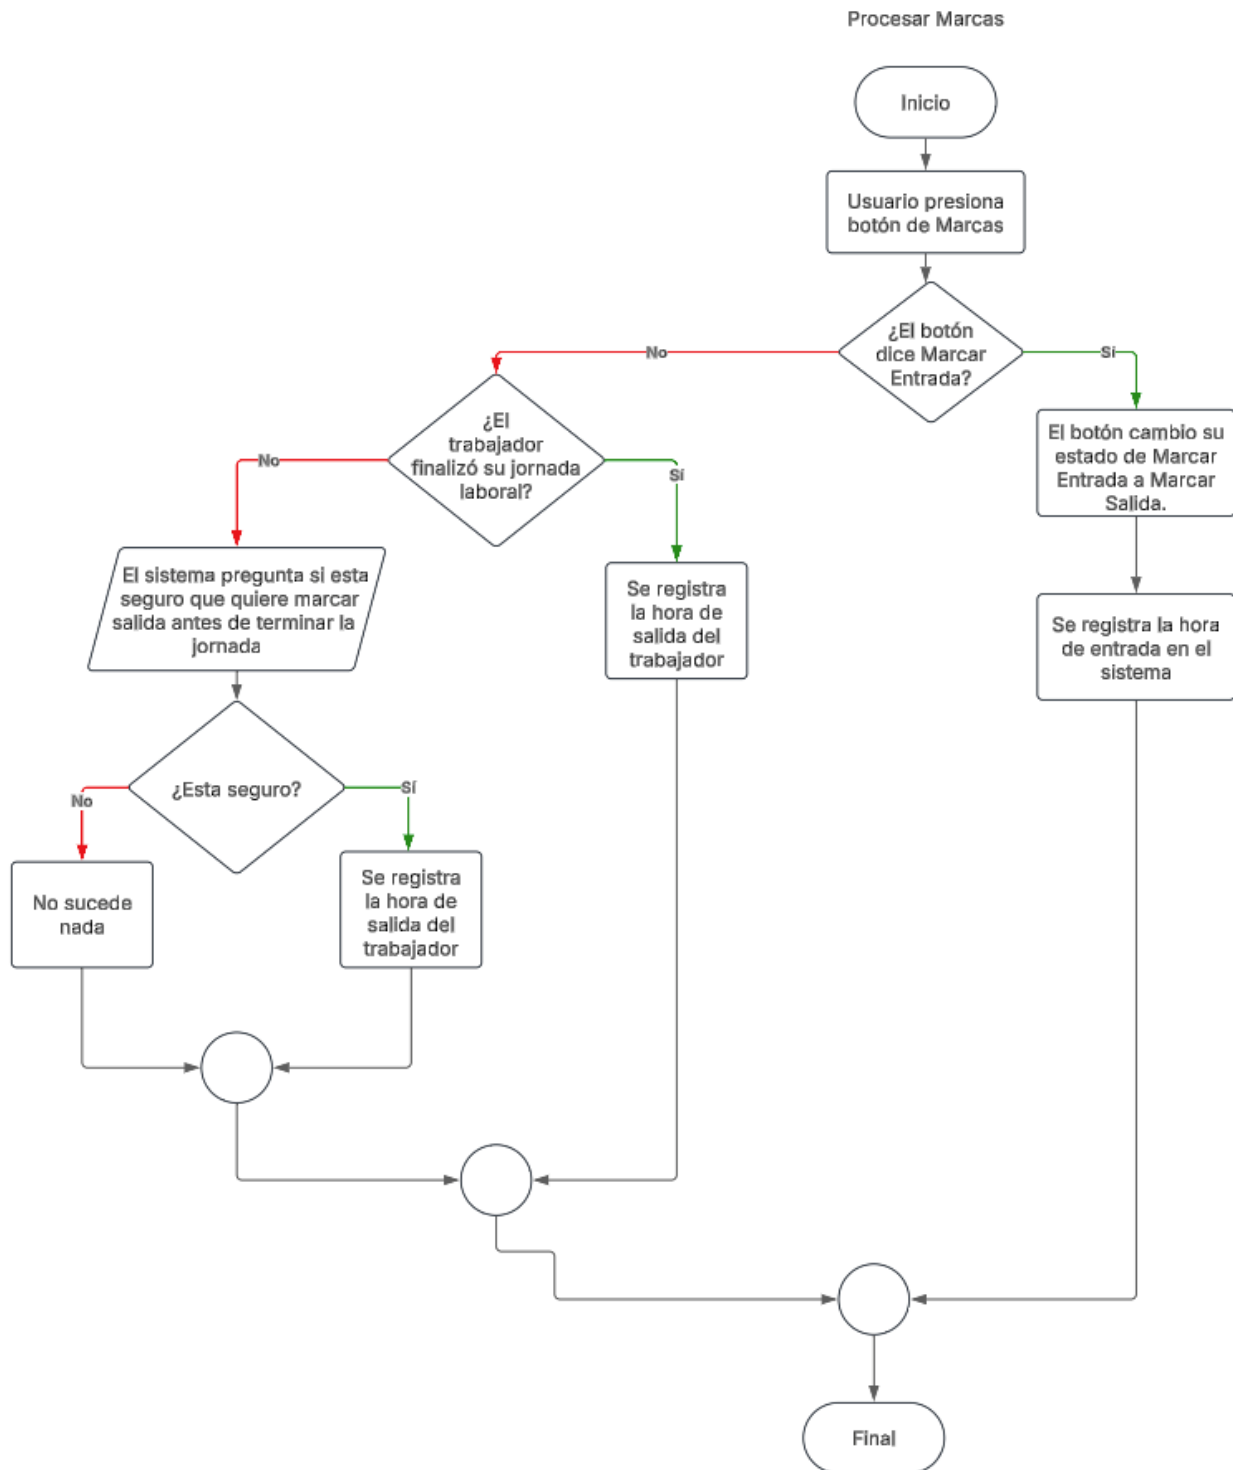 Procesar Marcas
Inicio
Usuario presiona
botón de Marcas
¿El botón
dice Marcar
Entrada?
No
Sí
¿El
trabajador
finalizó su jornada
laboral?
No
Sí
El botón cambio su
estado de Marcar
Entrada a Marcar
Salida.
El sistema pregunta si esta
seguro que quiere marcar
salida antes de terminar la
jornada
Se registra
la hora de
salida del
trabajador
Se registra la hora
de entrada en el
sistema
¿Esta seguro?
No
Sí
No sucede
nada
Se registra
la hora de
salida del
trabajador
Final